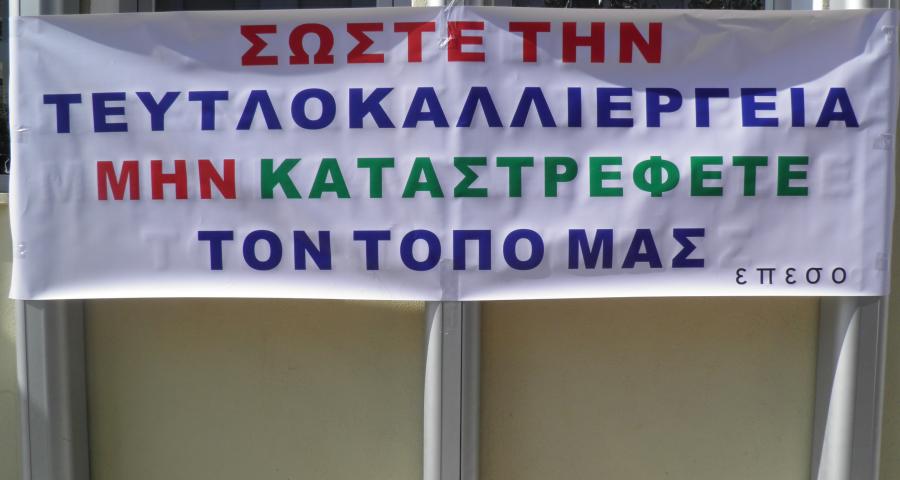 ΣΩΣΤΕ ΤΗΝ
ΤΕΥΤΛΟΚΑΛΛΙΕΡΓΕΙΑ
ΜΗΝ ΚΑΤΑΣΤΡΕΦΕΤΕ
ΤΟΝ ΤΟΠΟ ΜΑΣ
επεσο